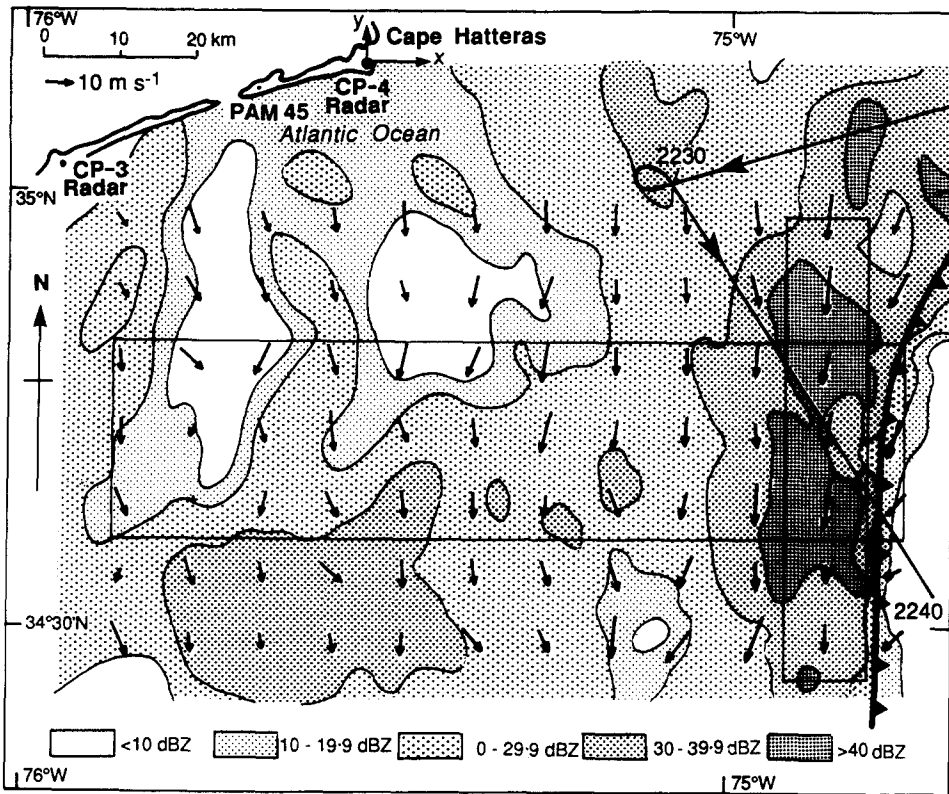 76°W
75°W
0 10 20 km
10 m s⁻¹
y
x
Cape Hatteras
CP-4
Radar
PAM 45
Atlantic Ocean
CP-3
Radar
2230
35°N
N
2240
34°30'N
<10 dBZ
10 - 19·9 dBZ
0 - 29·9 dBZ
30 - 39·9 dBZ
>40 dBZ
76°W
75°W